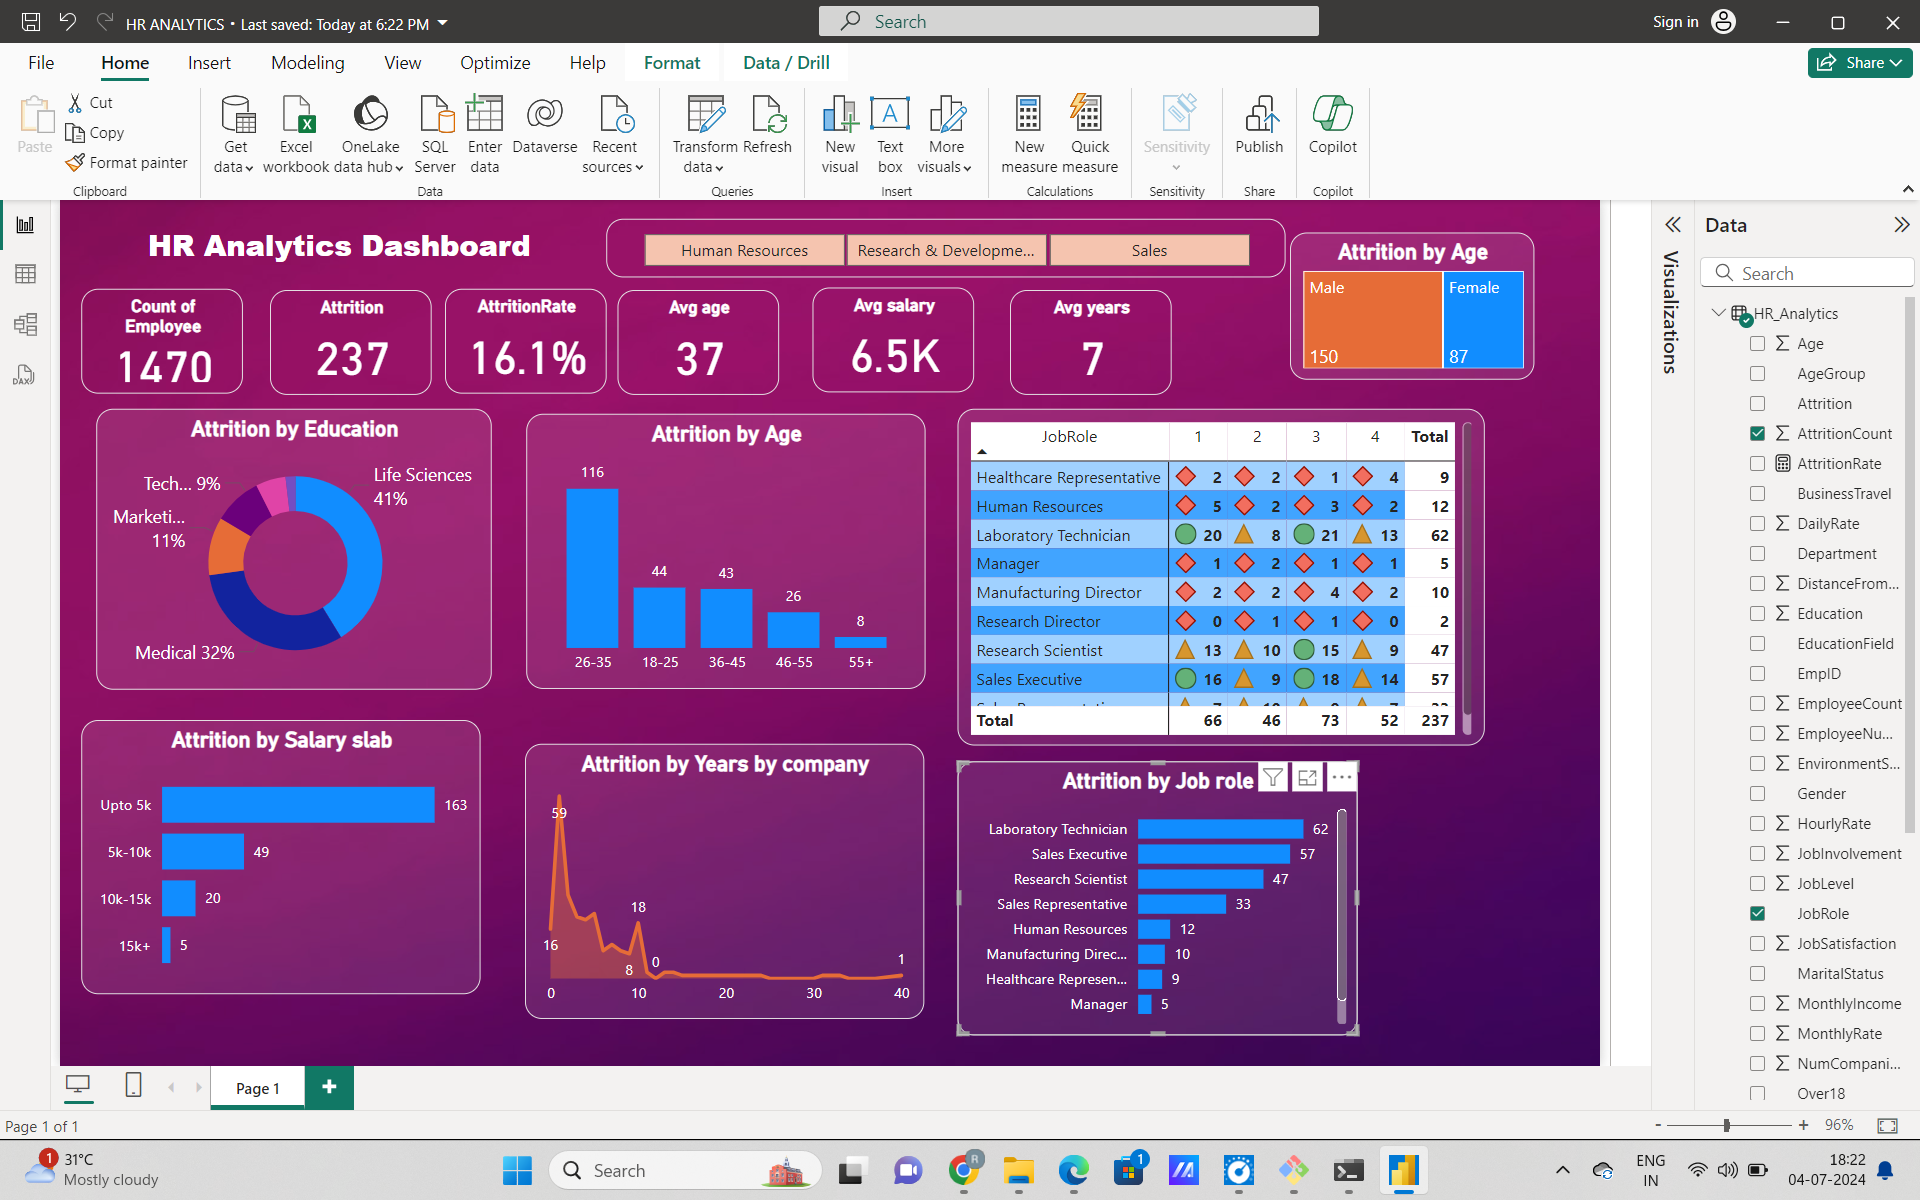 HR ANALYTICS • Last saved: Today at 6:22 PM
Search
Sign in
File
Home
Insert
Modeling
View
Optimize
Help
Format
Data / Drill
Share
Paste
Cut
Copy
Format painter
Clipboard
Get data
Excel workbook
OneLake data hub
SQL Server
Enter data
Dataverse
Recent sources
Data
Transform data
Refresh
Queries
New visual
Text box
More visuals
Insert
New measure
Quick measure
Calculations
Sensitivity
Sensitivity
Publish
Share
Copilot
Copilot
HR Analytics Dashboard
Human Resources
Research & Developme...
Sales
Count of Employee
1470
Attrition
237
AttritionRate
16.1%
Avg age
37
Avg salary
6.5K
Avg years
7
Attrition by Age
Male
150
Female
87
Attrition by Education
Life Sciences
41%
Tech... 9%
Marketi...
11%
Medical 32%
Attrition by Age
116
44
43
26
8
26-35
18-25
36-45
46-55
55+
JobRole 1 2 3 4 Total
Healthcare Representative 2 2 1 4 9
Human Resources 5 2 3 2 12
Laboratory Technician 20 8 21 13 62
Manager 1 2 1 1 5
Manufacturing Director 2 2 4 2 10
Research Director 0 1 1 0 2
Research Scientist 13 10 15 9 47
Sales Executive 16 9 18 14 57
Total 66 46 73 52 237
Attrition by Salary slab
Upto 5k 163
5k-10k 49
10k-15k 20
15k+ 5
Attrition by Years by company
59
16
18
8
0
1
0 10 20 30 40
Attrition by Job role
Laboratory Technician 62
Sales Executive 57
Research Scientist 47
Sales Representative 33
Human Resources 12
Manufacturing Direc... 10
Healthcare Represen... 9
Manager 5
Visualizations
Data
Search
HR_Analytics
Age
AgeGroup
Attrition
AttritionCount
AttritionRate
BusinessTravel
DailyRate
Department
DistanceFrom...
Education
EducationField
EmpID
EmployeeCount
EmployeeNu...
EnvironmentS...
Gender
HourlyRate
JobInvolvement
JobLevel
JobRole
JobSatisfaction
MaritalStatus
MonthlyIncome
MonthlyRate
NumCompani...
Over18
DAX
Page 1
Page 1 of 1
96%
1
31°C
Mostly cloudy
Search
R
1
ENG
IN
18:22
04-07-2024